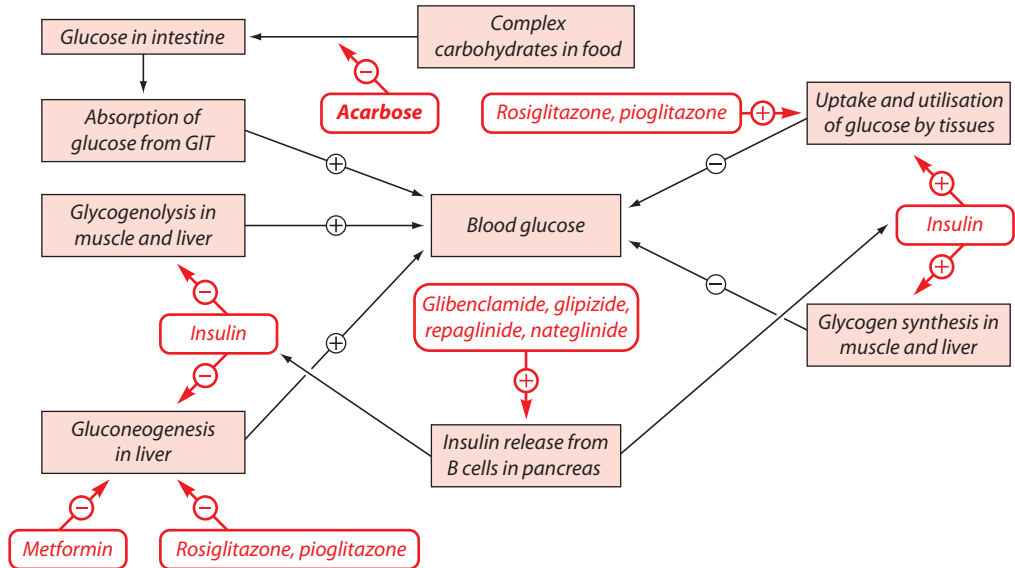 Glucose in intestine
Complex
carbohydrates in food
Acarbose
Absorption of
glucose from GIT
Rosiglitazone, pioglitazone
Uptake and utilisation
of glucose by tissues
Glycogenolysis in
muscle and liver
Blood glucose
Insulin
Glibenclamide, glipizide,
repaglinide, nateglinide
Insulin
Glycogen synthesis in
muscle and liver
Gluconeogenesis
in liver
Insulin release from
B cells in pancreas
Metformin
Rosiglitazone, pioglitazone